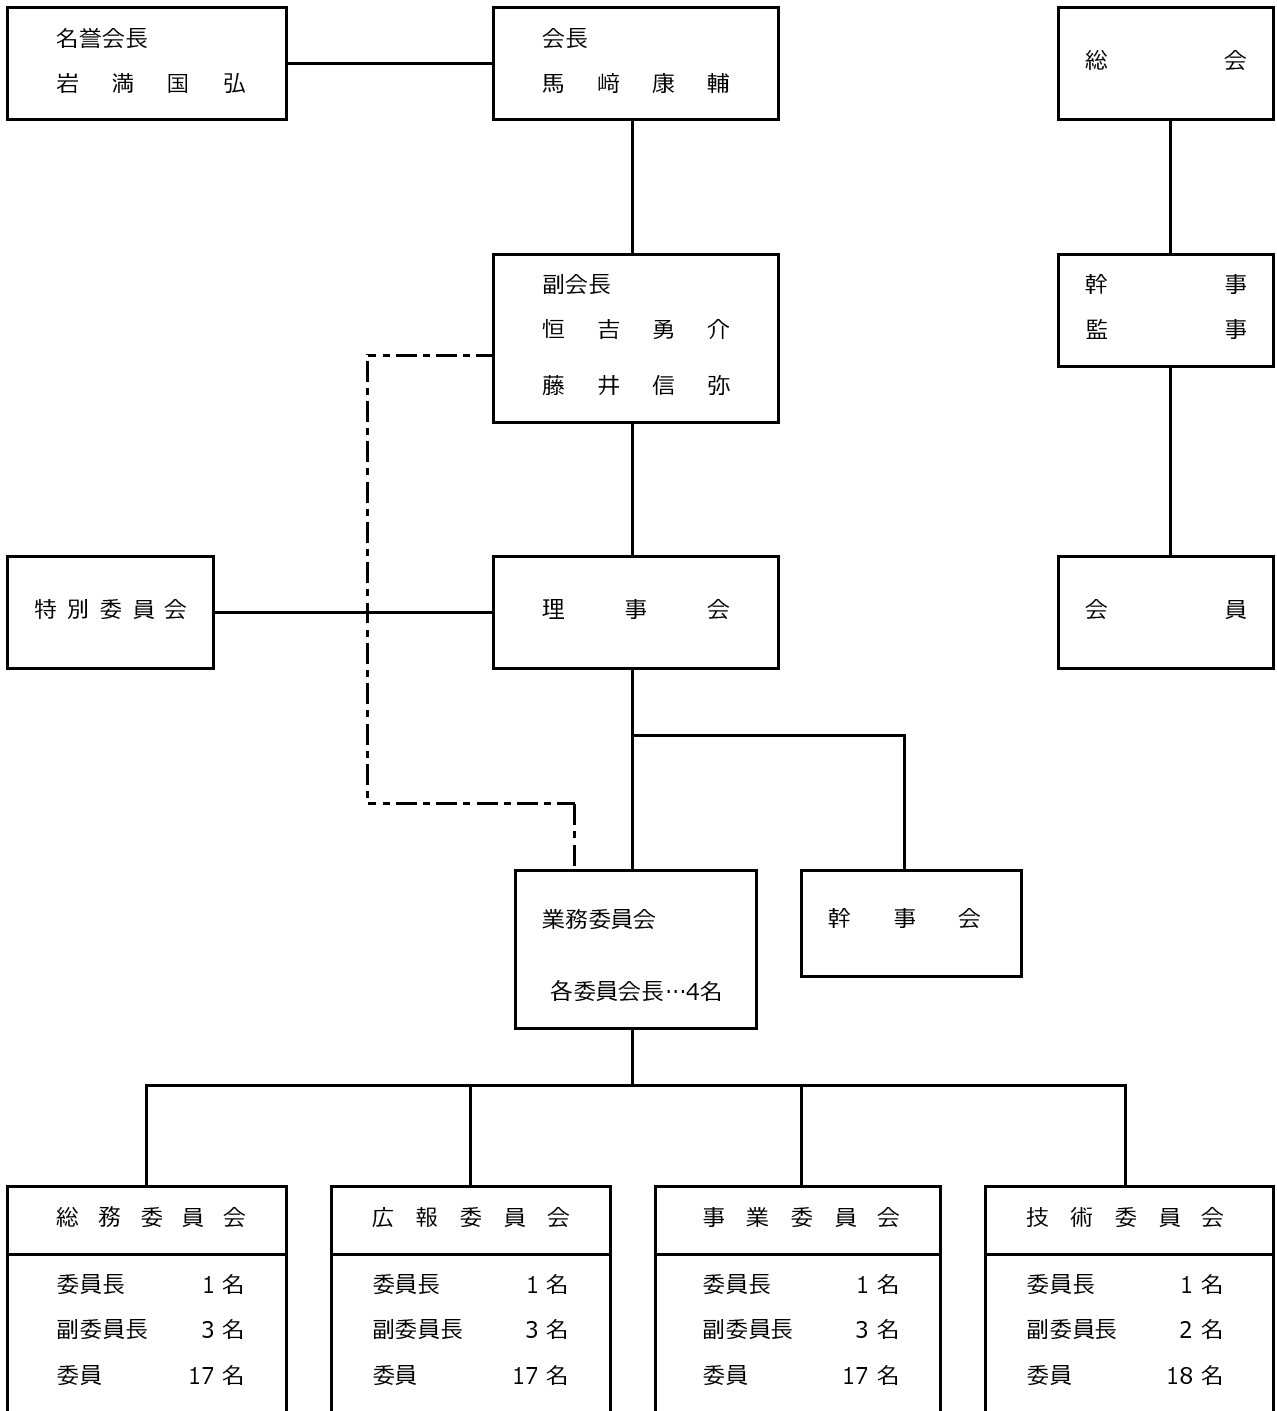 名誉会長
岩満国弘
会長
馬﨑康輔
総会
副会長
恒吉勇介
藤井信弥
幹事
監事
特別委員会
理事会
会員
業務委員会
各委員会長…4名
幹事会
総務委員会
委員長 1名
副委員長 3名
委員 17名
広報委員会
委員長 1名
副委員長 3名
委員 17名
事業委員会
委員長 1名
副委員長 3名
委員 17名
技術委員会
委員長 1名
副委員長 2名
委員 18名